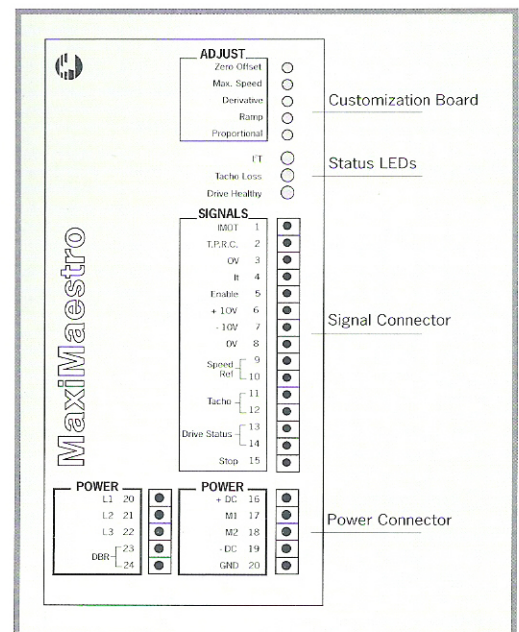 ADJUST
Zero Offset
Max. Speed
Derivative
Ramp
Proportional
Customization Board
I²T
Tacho Loss
Drive Healthy
Status LEDs
SIGNALS
IMOT 1
T.P.R.C. 2
OV 3
It 4
Enable 5
+ 10V 6
- 10V 7
0V 8
Speed Ref 9
10
Tacho 11
12
Drive Status 13
14
Stop 15
Signal Connector
MaxiMaestro
POWER
L1 20
L2 21
L3 22
DBR 23
24
POWER
+ DC 16
M1 17
M2 18
- DC 19
GND 20
Power Connector